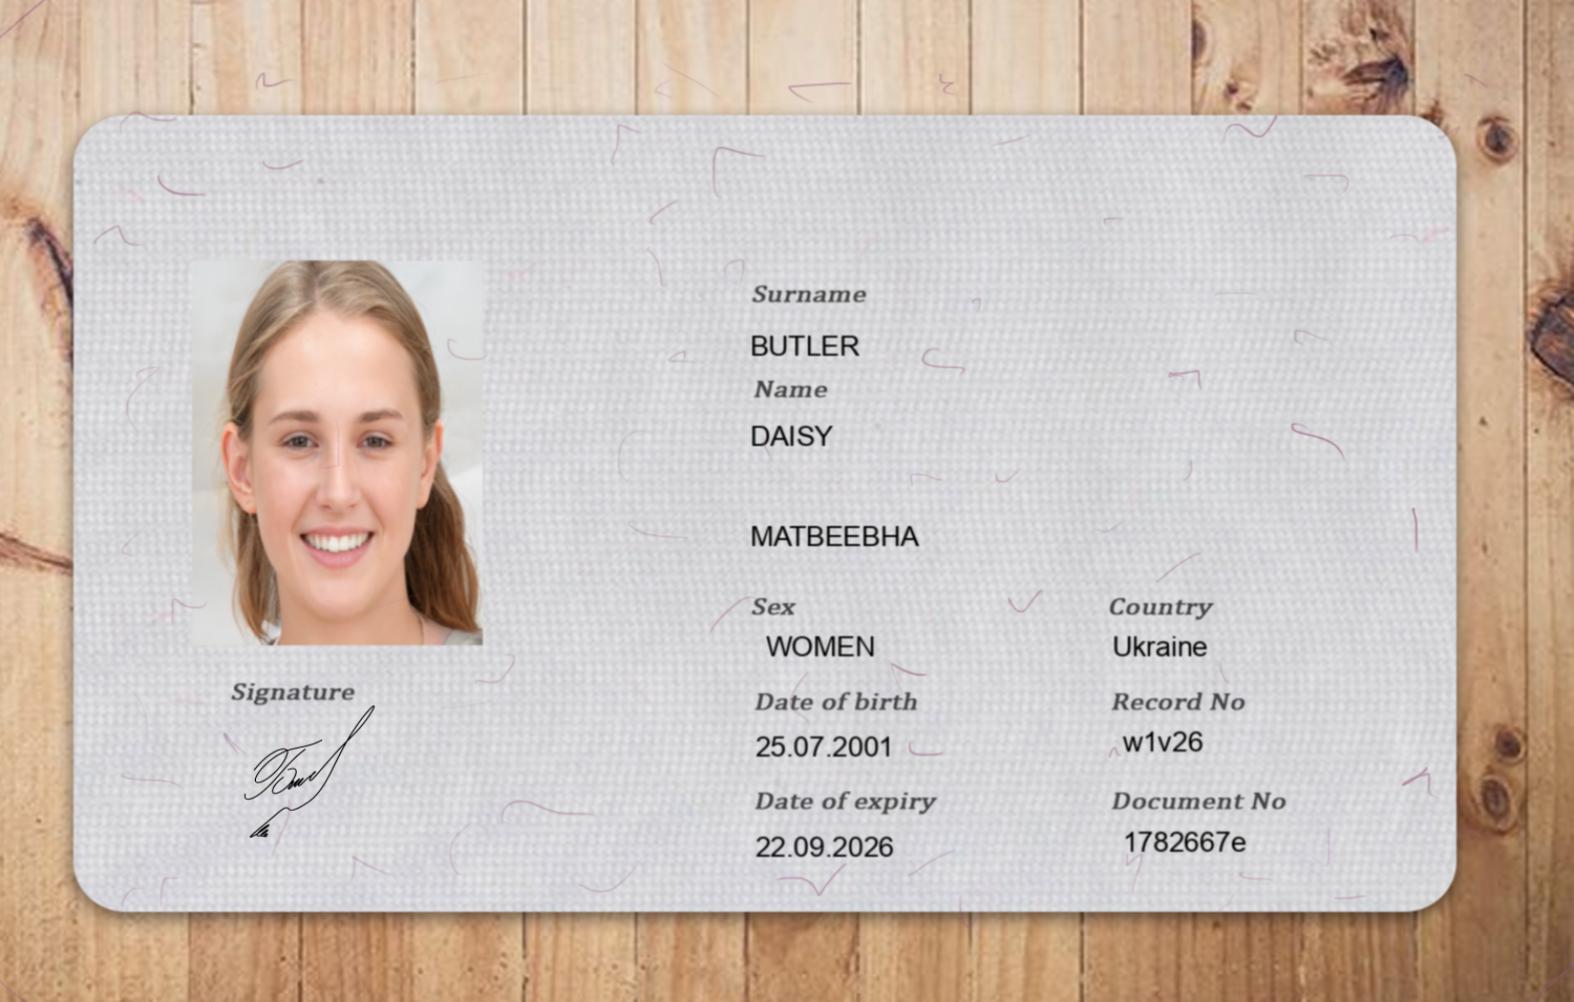 Surname
BUTLER
Name
DAISY
MATBEEBHA
Sex
WOMEN
Country
Ukraine
Signature
Date of birth
25.07.2001
Record No
w1v26
Date of expiry
22.09.2026
Document No
1782667e